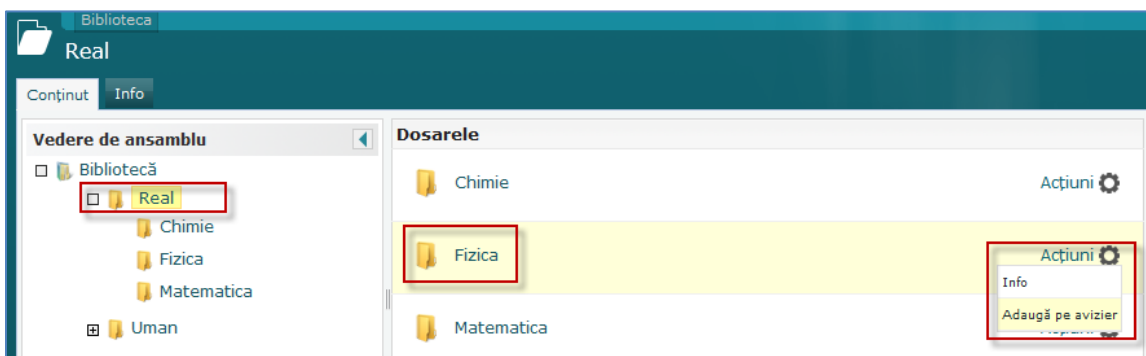 Biblioteca
Real
Conținut Info
Vedere de ansamblu
Bibliotecă
Real
Chimie
Fizica
Matematica
Uman
Dosarele
Chimie Acțiuni
Fizica Acțiuni
Info
Adaugă pe avizier
Matematica